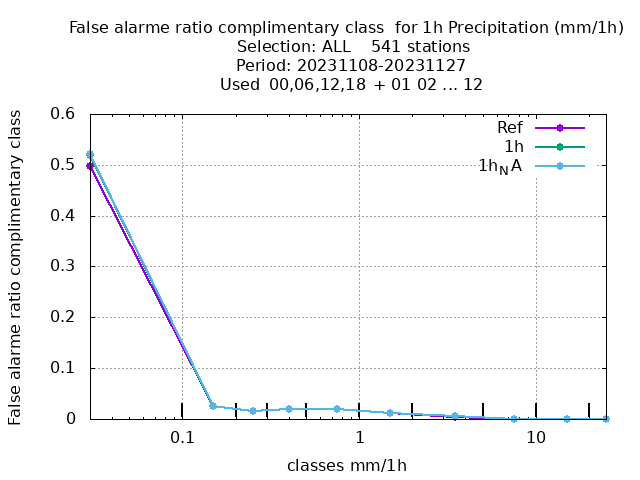 False alarme ratio complimentary class  for 1h Precipitation (mm/1h)
Selection: ALL    541 stations
Period: 20231108-20231127
Used  00,06,12,18  + 01 02 ... 12
False alarme ratio complimentary class
0.6
0.5
0.4
0.3
0.2
0.1
0
Ref
1h
1hNA
0.1
1
10
classes mm/1h